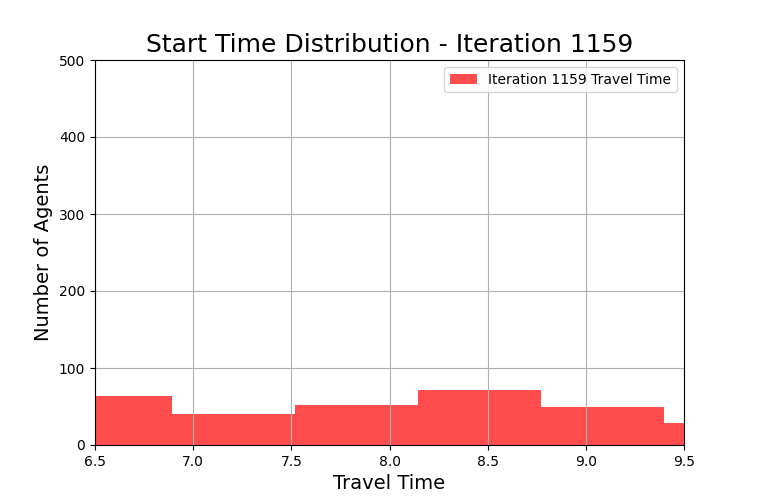 Start Time Distribution - Iteration 1159
Iteration 1159 Travel Time
Number of Agents
500
400
300
200
100
0
6.5 7.0 7.5 8.0 8.5 9.0 9.5
Travel Time